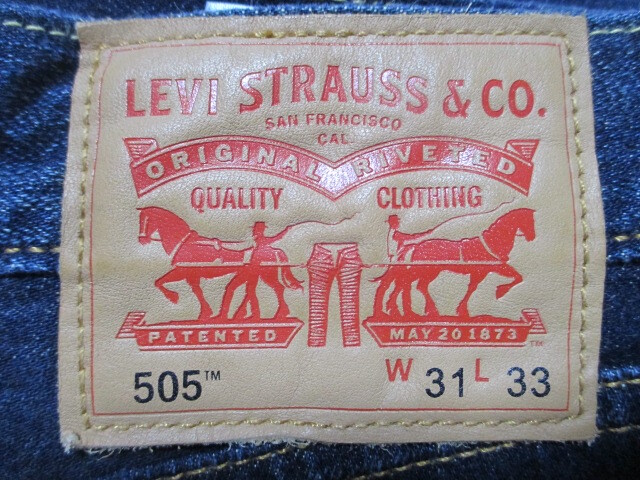 LEVI STRAUSS & CO.
SAN FRANCISCO
CAL.
ORIGINAL RIVETED
QUALITY CLOTHING
PATENTED MAY 20 1873 ™
505™ W 31 L 33